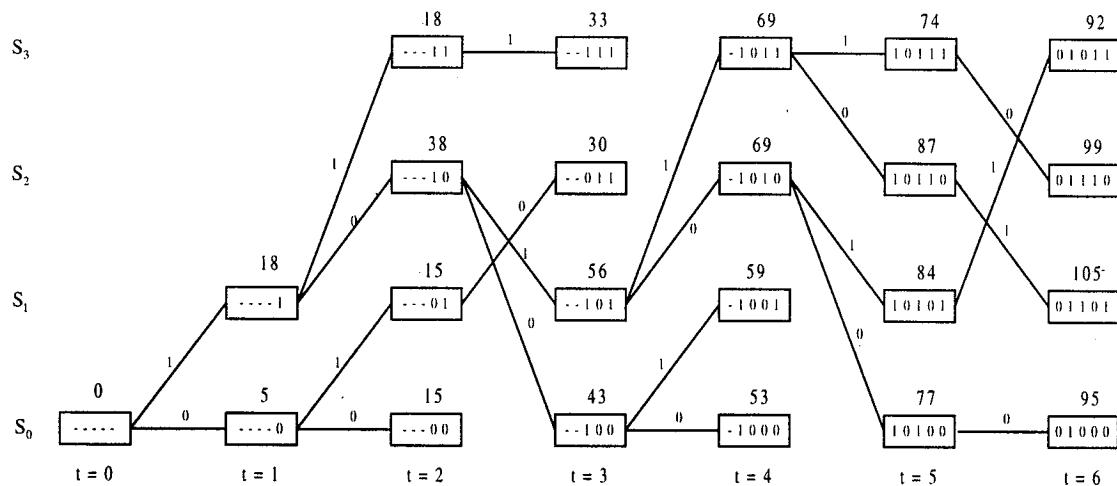 18 33 69 74 92
S3 ---11 1 --111 -1011 1 10111 01011
0 0
38 30 69 87 99
1 1 1
S2 ---10 --011 -1010 10110 01110
0 0 0 1
18 15 1 56 59 1 84 105
S1 ----1 ---01 --101 -1001 10101 01101
1 1 0 1 0
0 5 15 43 53 77 95
S0 ----- 0 ----0 0 ---00 --100 0 -1000 10100 0 01000
t = 0 t = 1 t = 2 t = 3 t = 4 t = 5 t = 6